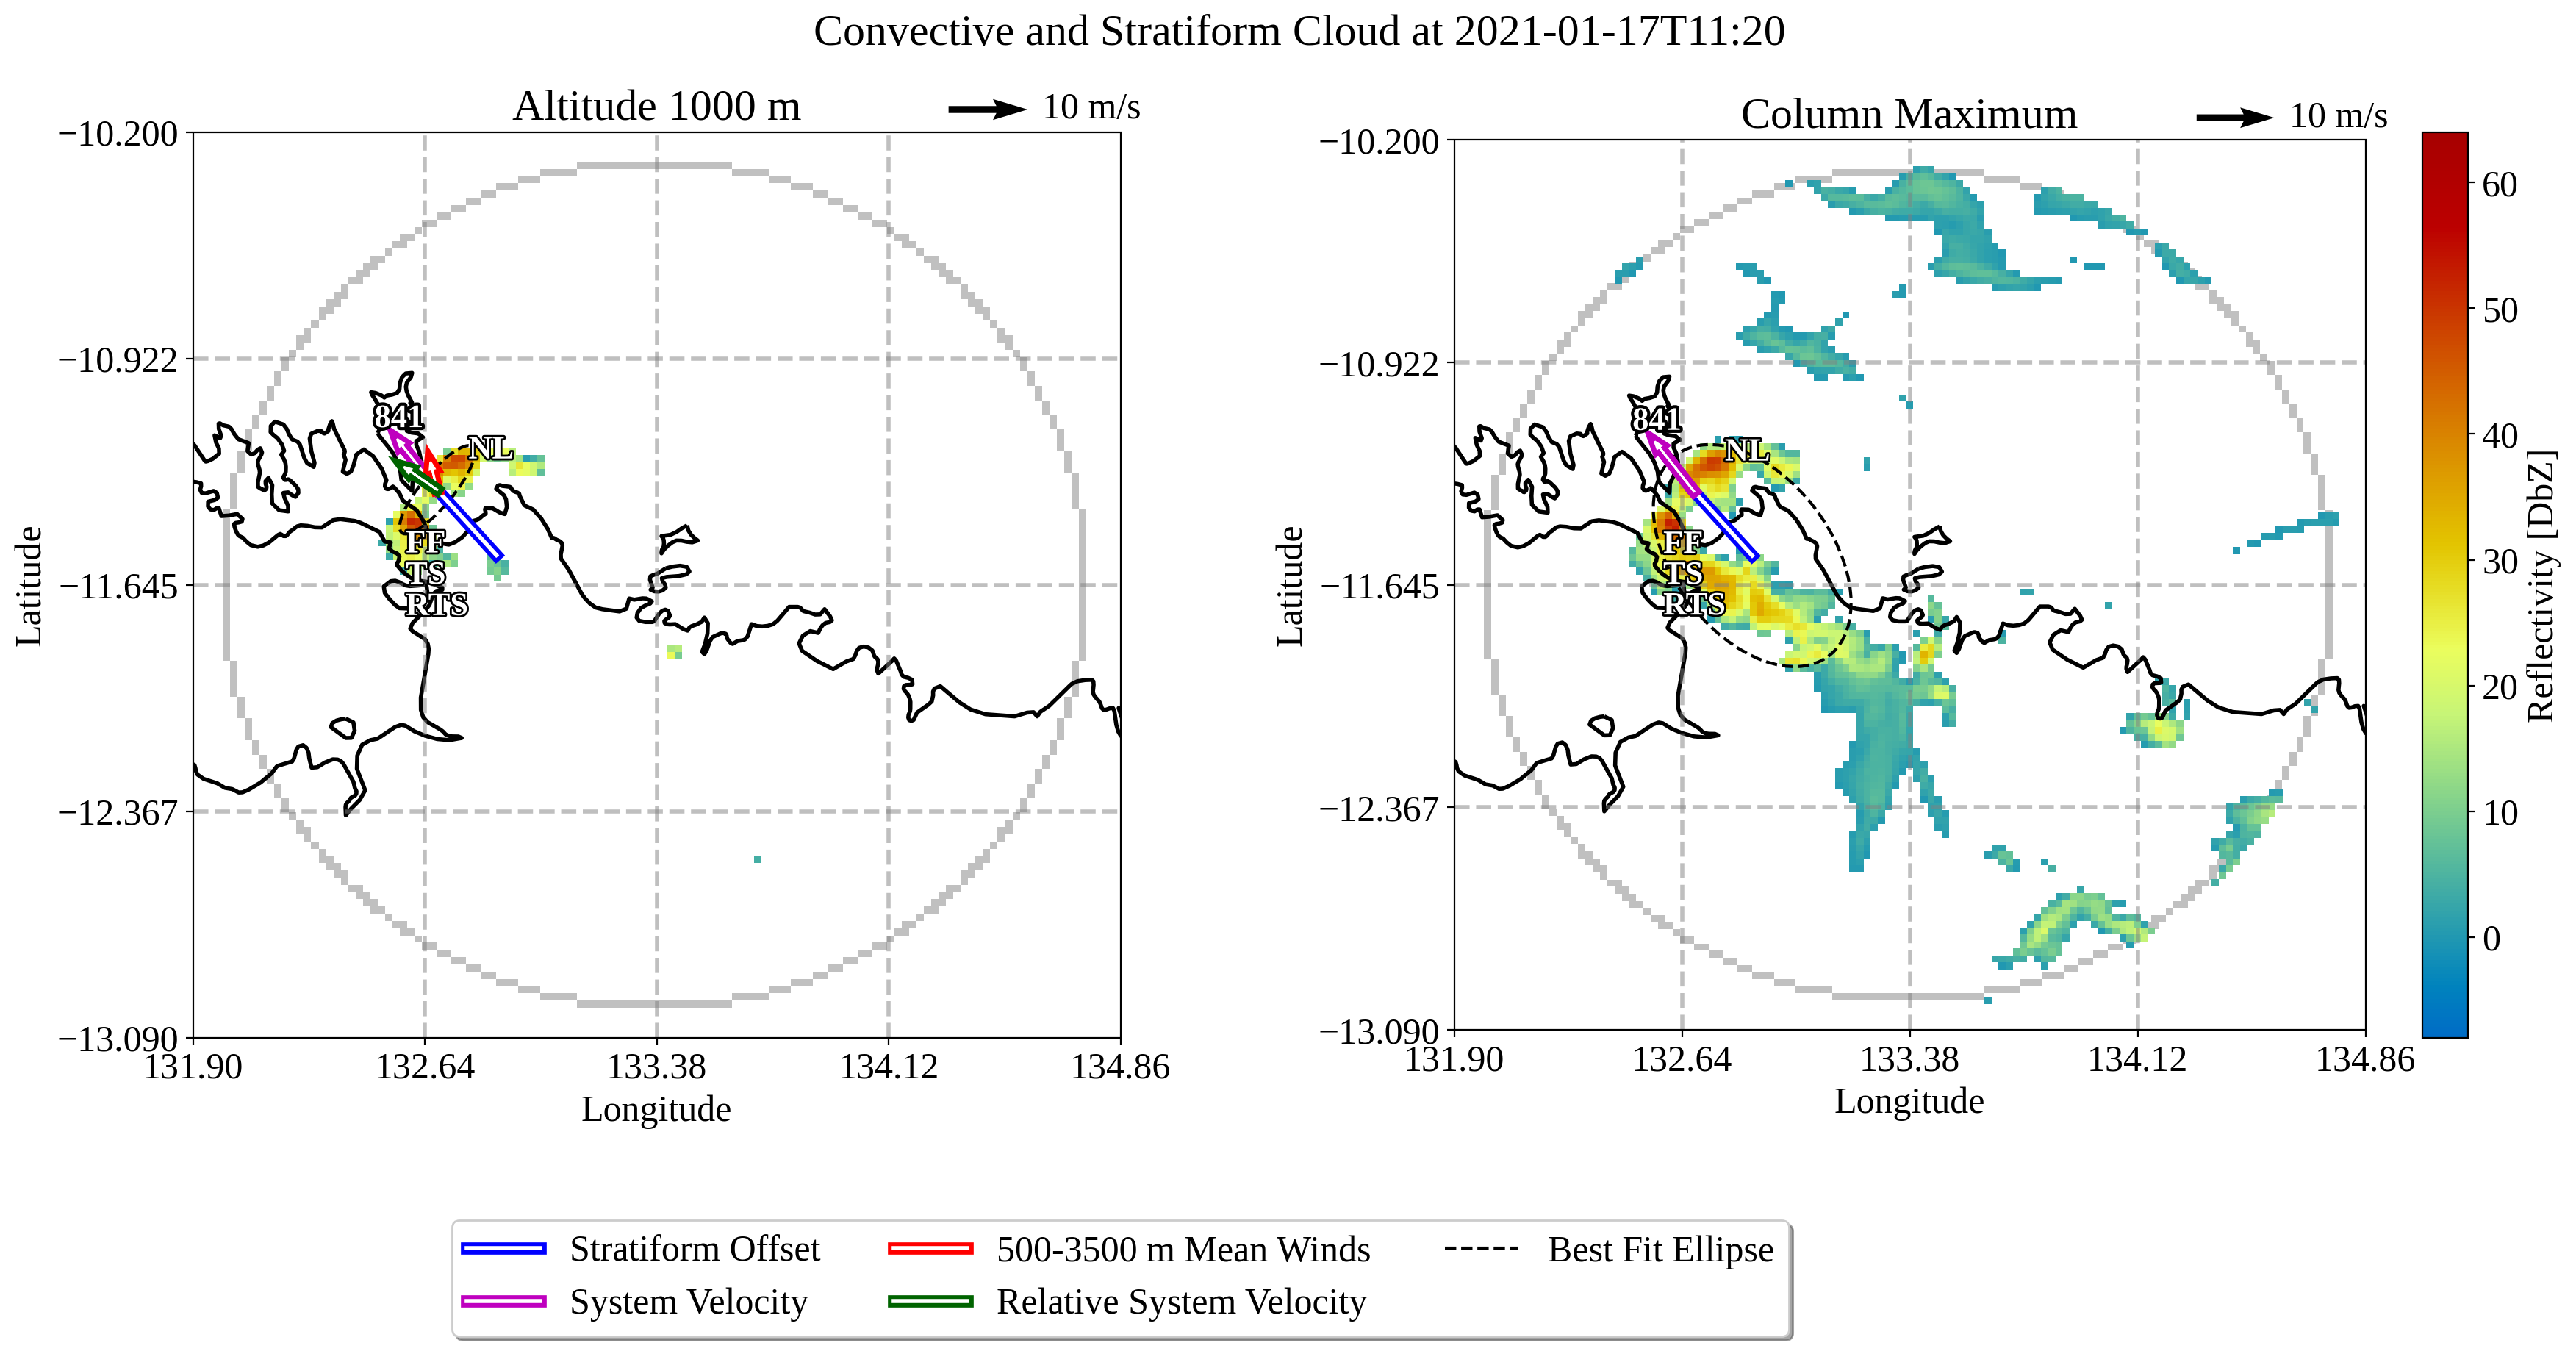 Convective and Stratiform Cloud at 2021-01-17T11:20
Altitude 1000 m
10 m/s
−10.200
−10.922
−11.645
−12.367
−13.090
Latitude
131.90
132.64
133.38
134.12
134.86
Longitude
841
NL
FF
TS
RTS
Column Maximum
10 m/s
−10.200
−10.922
−11.645
−12.367
−13.090
Latitude
131.90
132.64
133.38
134.12
134.86
Longitude
841
NL
FF
TS
RTS
60
50
40
30
20
10
0
Reflectivity [DbZ]
Stratiform Offset
500-3500 m Mean Winds
Best Fit Ellipse
System Velocity
Relative System Velocity